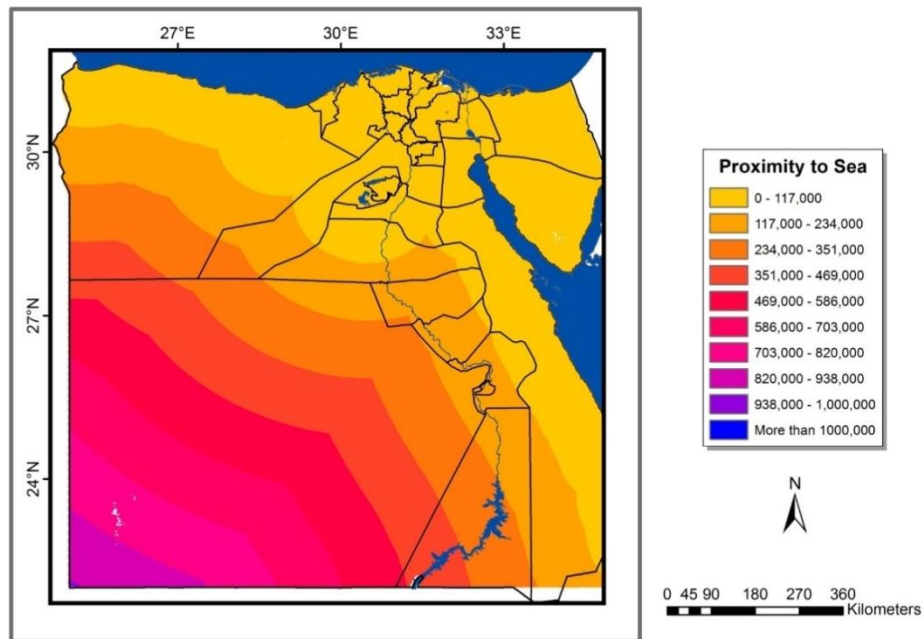 27°E 30°E 33°E
30°N
27°N
24°N
Proximity to Sea
0 - 117,000
117,000 - 234,000
234,000 - 351,000
351,000 - 469,000
469,000 - 586,000
586,000 - 703,000
703,000 - 820,000
820,000 - 938,000
938,000 - 1,000,000
More than 1000,000
N
0 45 90 180 270 360
Kilometers